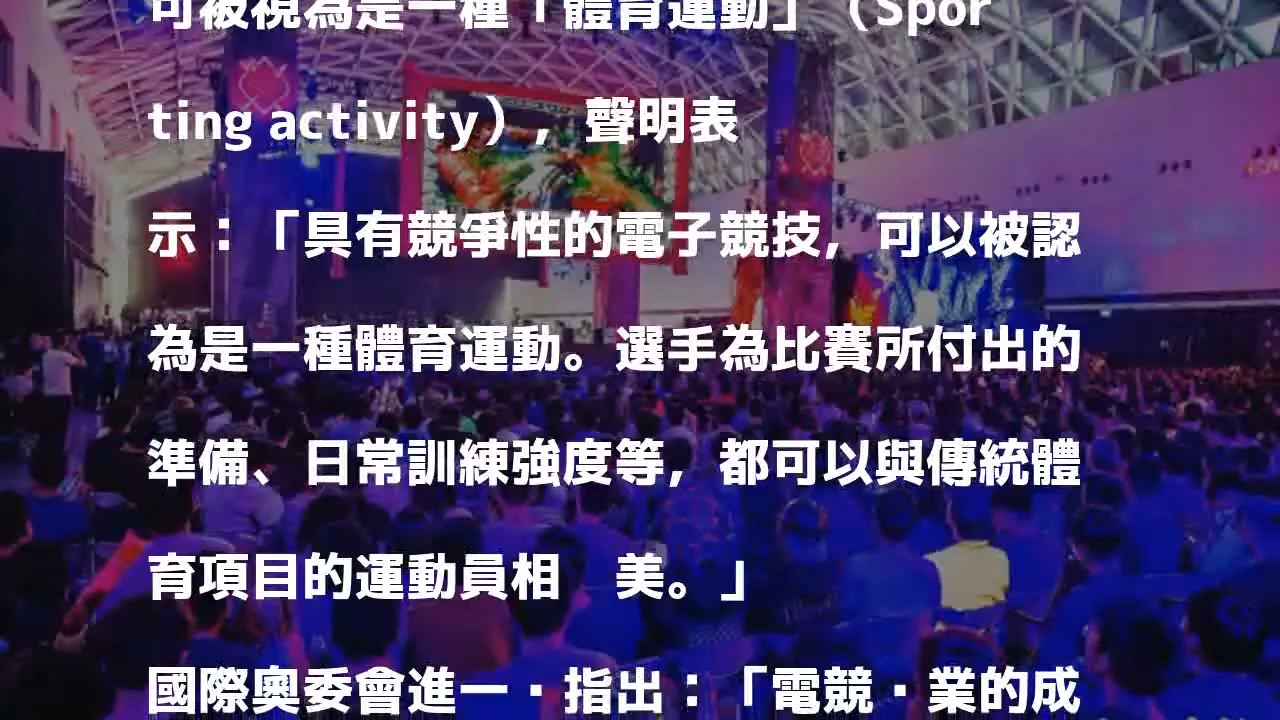 可被視為是一種「體育運動」（Spor
ting activity），聲明表
示：「具有競爭性的電子競技，可以被認
為是一種體育運動。選手為比賽所付出的
準備、日常訓練強度等，都可以與傳統體
育項目的運動員相　美。」
國際奧委會進一·指出：「電競·業的成